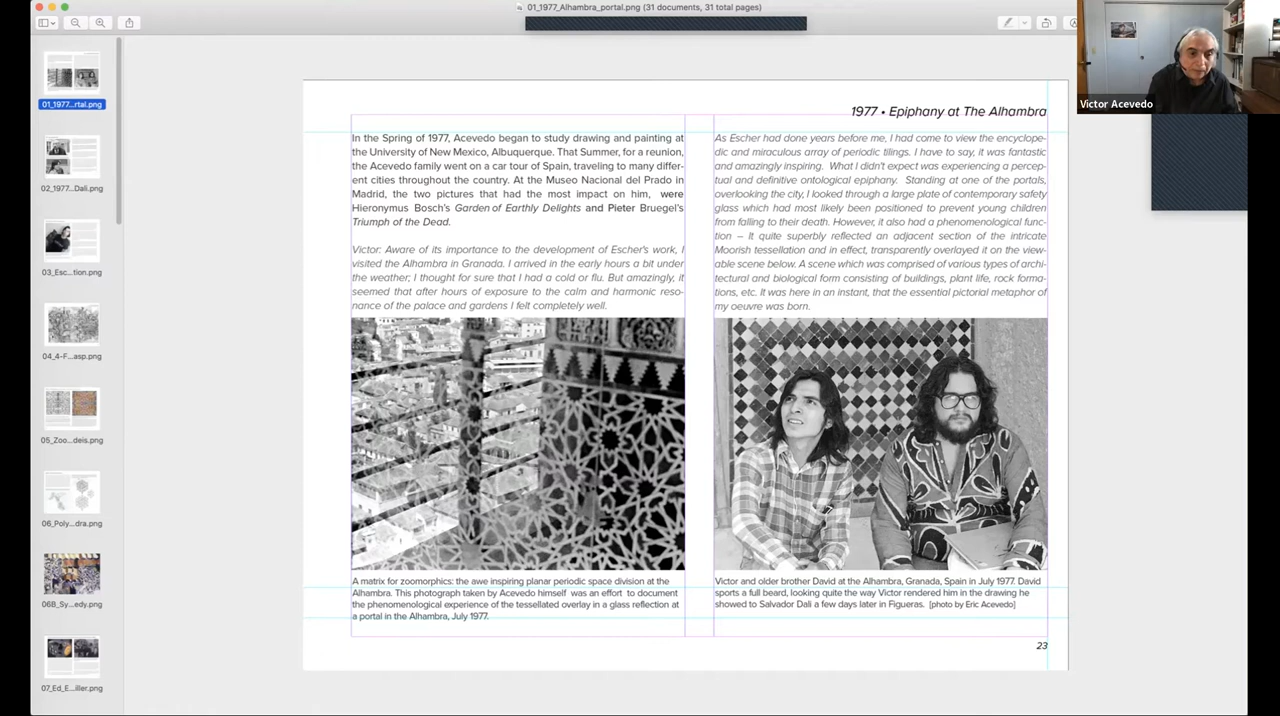 01_1977_Alhambra_portal.png (31 documents, 31 total pages)
Victor Acevedo
01_1977...rtal.png
02_1977...Dali.png
03_Esc...tion.png
04_4-F...asp.png
05_Zoo...deis.png
06_Poly...dra.png
06B_Sy...edy.png
07_Ed_E...iller.png
1977 • Epiphany at The Alhambra
In the Spring of 1977, Acevedo began to study drawing and painting at
the University of New Mexico, Albuquerque. That Summer, for a reunion,
the Acevedo family went on a car tour of Spain, traveling to many differ-
ent cities throughout the country. At the Museo Nacional del Prado in
Madrid, the two pictures that had the most impact on him, were
Hieronymus Bosch's Garden of Earthly Delights and Pieter Bruegel's
Triumph of the Dead.
Victor: Aware of its importance to the development of Escher's work, I
visited the Alhambra in Granada. I arrived in the early hours a bit under
the weather; I thought for sure that I had a cold or flu. But amazingly, it
seemed that after hours of exposure to the calm and harmonic reso-
nance of the palace and gardens I felt completely well.
A matrix for zoomorphics: the awe inspiring planar periodic space division at the
Alhambra. This photograph taken by Acevedo himself was an effort to document
the phenomenological experience of the tessellated overlay in a glass reflection at
a portal in the Alhambra, July 1977.
As Escher had done years before me, I had come to view the encyclope-
dic and miraculous array of periodic tilings. I have to say, it was fantastic
and amazingly inspiring. What I didn't expect was experiencing a percep-
tual and definitive ontological epiphany. Standing at one of the portals,
overlooking the city, I looked through a large plate of contemporary safety
glass which had most likely been positioned to prevent young children
from falling to their death. However, it also had a phenomenological func-
tion – It quite superbly reflected an adjacent section of the intricate
Moorish tessellation and in effect, transparently overlayed it on the view-
able scene below. A scene which was comprised of various types of archi-
tectural and biological form consisting of buildings, plant life, rock forma-
tions, etc. It was here in an instant, that the essential pictorial metaphor of
my oeuvre was born.
Victor and older brother David at the Alhambra, Granada, Spain in July 1977. David
sports a full beard, looking quite the way Victor rendered him in the drawing he
showed to Salvador Dali a few days later in Figueras. [photo by Eric Acevedo]
23